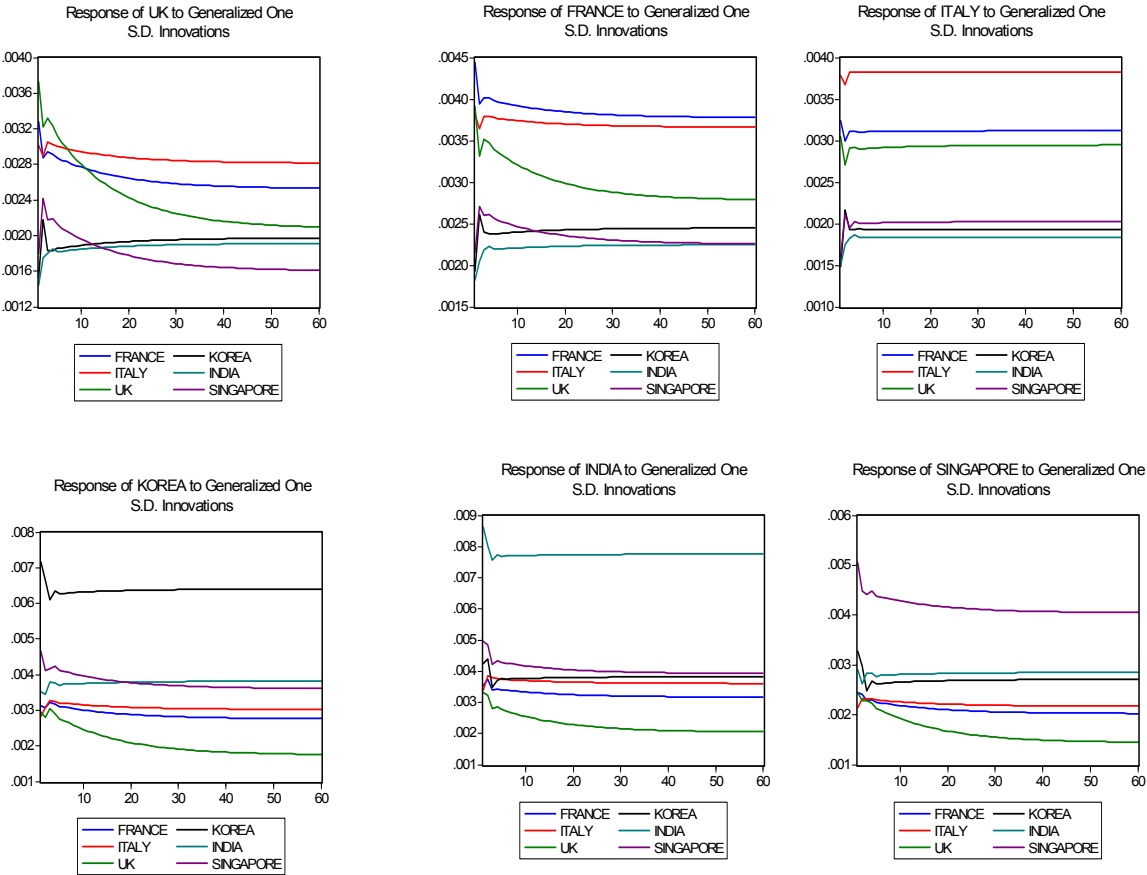 Response of UK to Generalized One
S.D. Innovations
.0040
.0036
.0032
.0028
.0024
.0020
.0016
.0012
10 20 30 40 50 60
FRANCE KOREA
ITALY INDIA
UK SINGAPORE
Response of FRANCE to Generalized One
S.D. Innovations
.0045
.0040
.0035
.0030
.0025
.0020
.0015
10 20 30 40 50 60
FRANCE KOREA
ITALY INDIA
UK SINGAPORE
Response of ITALY to Generalized One
S.D. Innovations
.0040
.0035
.0030
.0025
.0020
.0015
.0010
10 20 30 40 50 60
FRANCE KOREA
ITALY INDIA
UK SINGAPORE
Response of KOREA to Generalized One
S.D. Innovations
.008
.007
.006
.005
.004
.003
.002
.001
10 20 30 40 50 60
FRANCE KOREA
ITALY INDIA
UK SINGAPORE
Response of INDIA to Generalized One
S.D. Innovations
.009
.008
.007
.006
.005
.004
.003
.002
.001
10 20 30 40 50 60
FRANCE KOREA
ITALY INDIA
UK SINGAPORE
Response of SINGAPORE to Generalized One
S.D. Innovations
.006
.005
.004
.003
.002
.001
10 20 30 40 50 60
FRANCE KOREA
ITALY INDIA
UK SINGAPORE